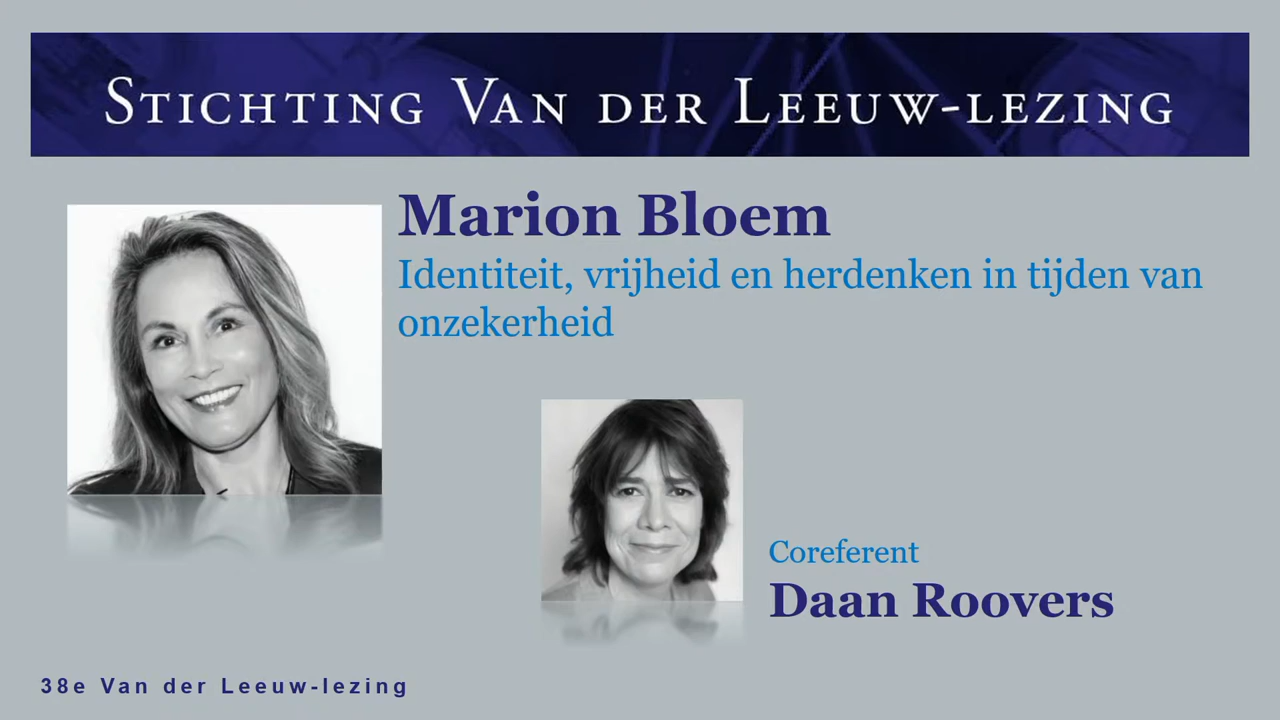 STICHTING VAN DER LEEUW-LEZING
Marion Bloem
Identiteit, vrijheid en herdenken in tijden van
onzekerheid
Coreferent
Daan Roovers
38e Van der Leeuw-lezing